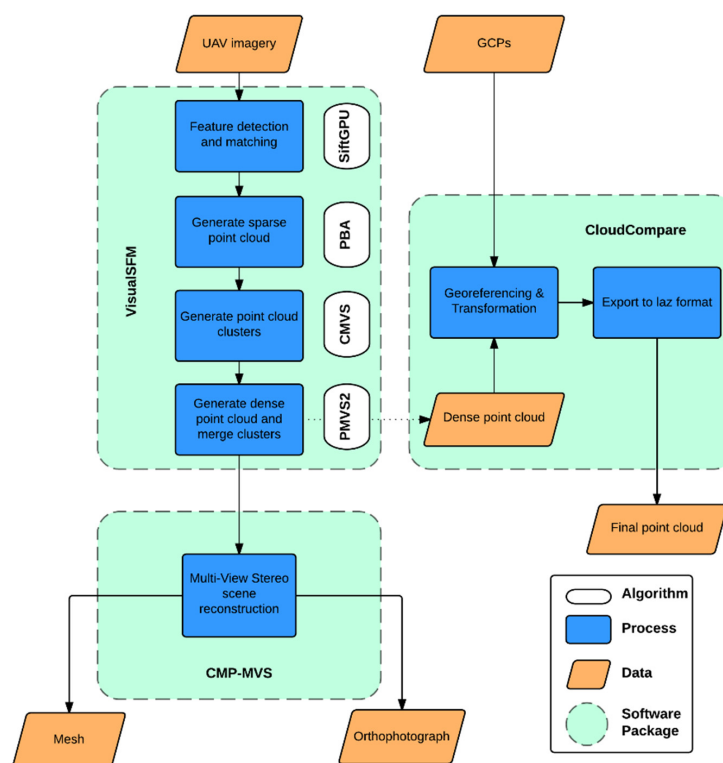 UAV imagery
GCPs
VisualSFM
Feature detection
and matching
SiftGPU
Generate sparse
point cloud
PBA
Generate point cloud
clusters
CMVS
Generate dense
point cloud and
merge clusters
PMVS2
CloudCompare
Georeferencing &
Transformation
Export to laz format
Dense point cloud
Final point cloud
Multi-View Stereo
scene
reconstruction
CMP-MVS
Mesh
Orthophotograph
Algorithm
Process
Data
Software
Package